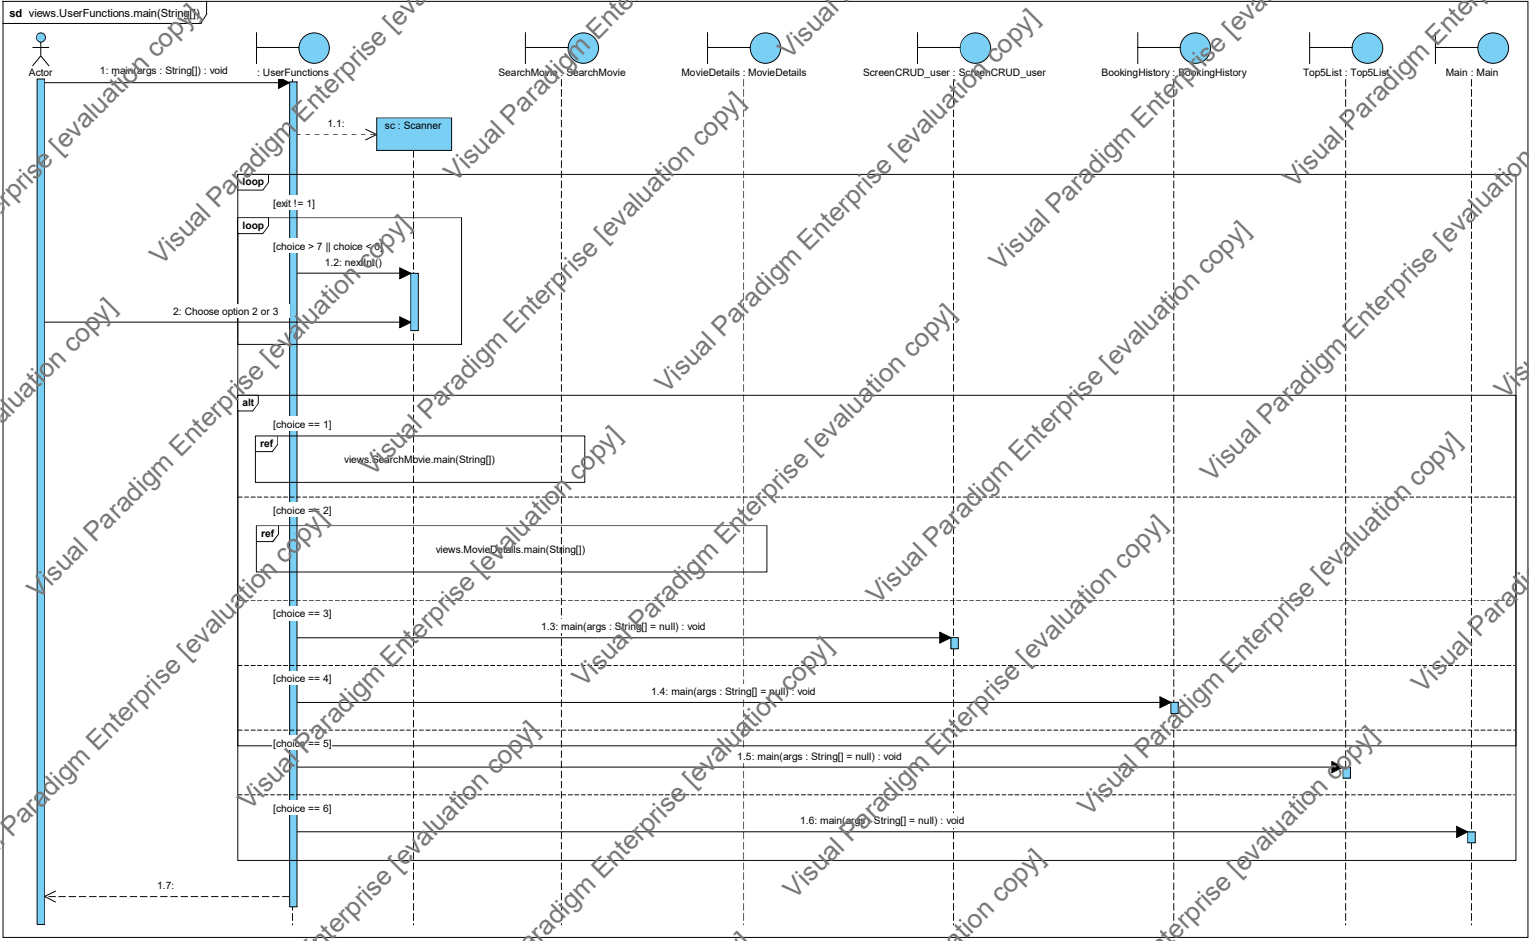 sd views.UserFunctions.main(String[])
Actor
: UserFunctions
SearchMovie : SearchMovie
MovieDetails : MovieDetails
ScreenCRUD_user : ScreenCRUD_user
BookingHistory : BookingHistory
Top5List : Top5List
Main : Main
1: main(args : String[]) : void
1.1:
sc : Scanner
loop
[exit != 1]
loop
[choice > 7 || choice < 0]
1.2: nextInt()
2: Choose option 2 or 3
alt
[choice == 1]
ref
views.SearchMovie.main(String[])
[choice == 2]
ref
views.MovieDetails.main(String[])
[choice == 3]
1.3: main(args : String[] = null) : void
[choice == 4]
1.4: main(args : String[] = null) : void
[choice == 5]
1.5: main(args : String[] = null) : void
[choice == 6]
1.6: main(args : String[] = null) : void
1.7:
Visual Paradigm Enterprise [evaluation copy]